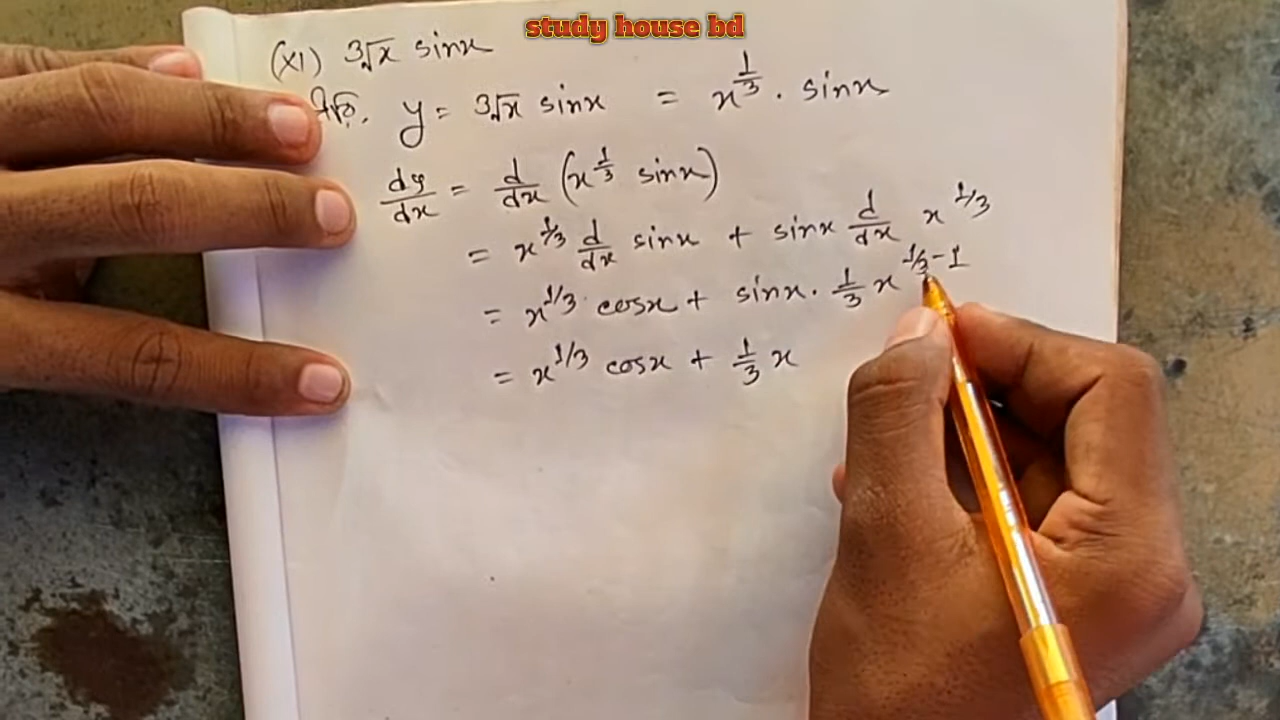 study house bd
(XI) ³√x sinx
y = ³√x sinx = x^{1/3} . sinx
dy/dx = d/dx (x^{1/3} sinx)
= x^{1/3} d/dx sinx + sinx d/dx x^{1/3}
= x^{1/3} . cosx + sinx . 1/3 x^{1/3-1}
= x^{1/3} cosx + 1/3 x